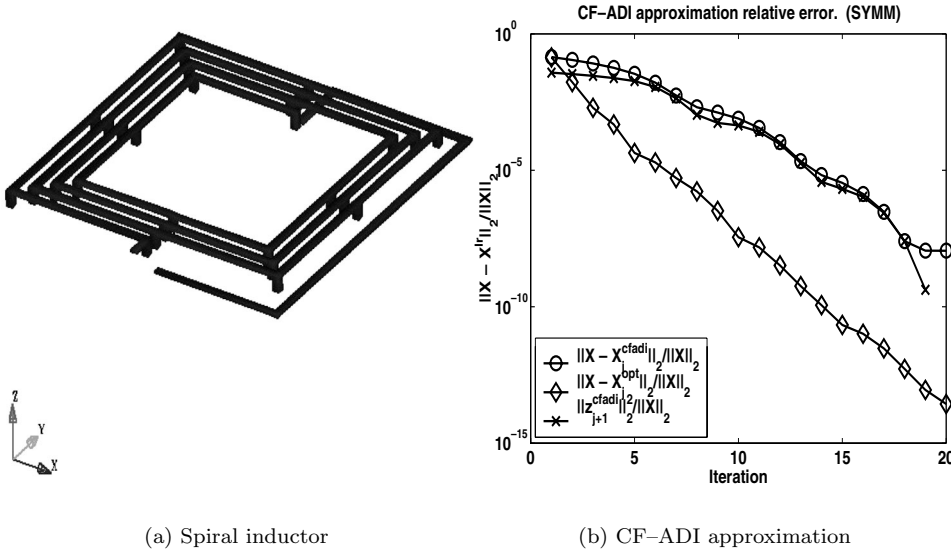 Z
Y
X
(a) Spiral inductor
CF–ADI approximation relative error. (SYMM)
||X – X^lr||_2/||X||_2
10^0
10^−5
10^−10
10^−15
||X – X_j^cfadi||_2/||X||_2
||X – X_j^opt||_2/||X||_2
||z_{j+1}^cfadi||_2^2/||X||_2
0 5 10 15 20
Iteration
(b) CF–ADI approximation